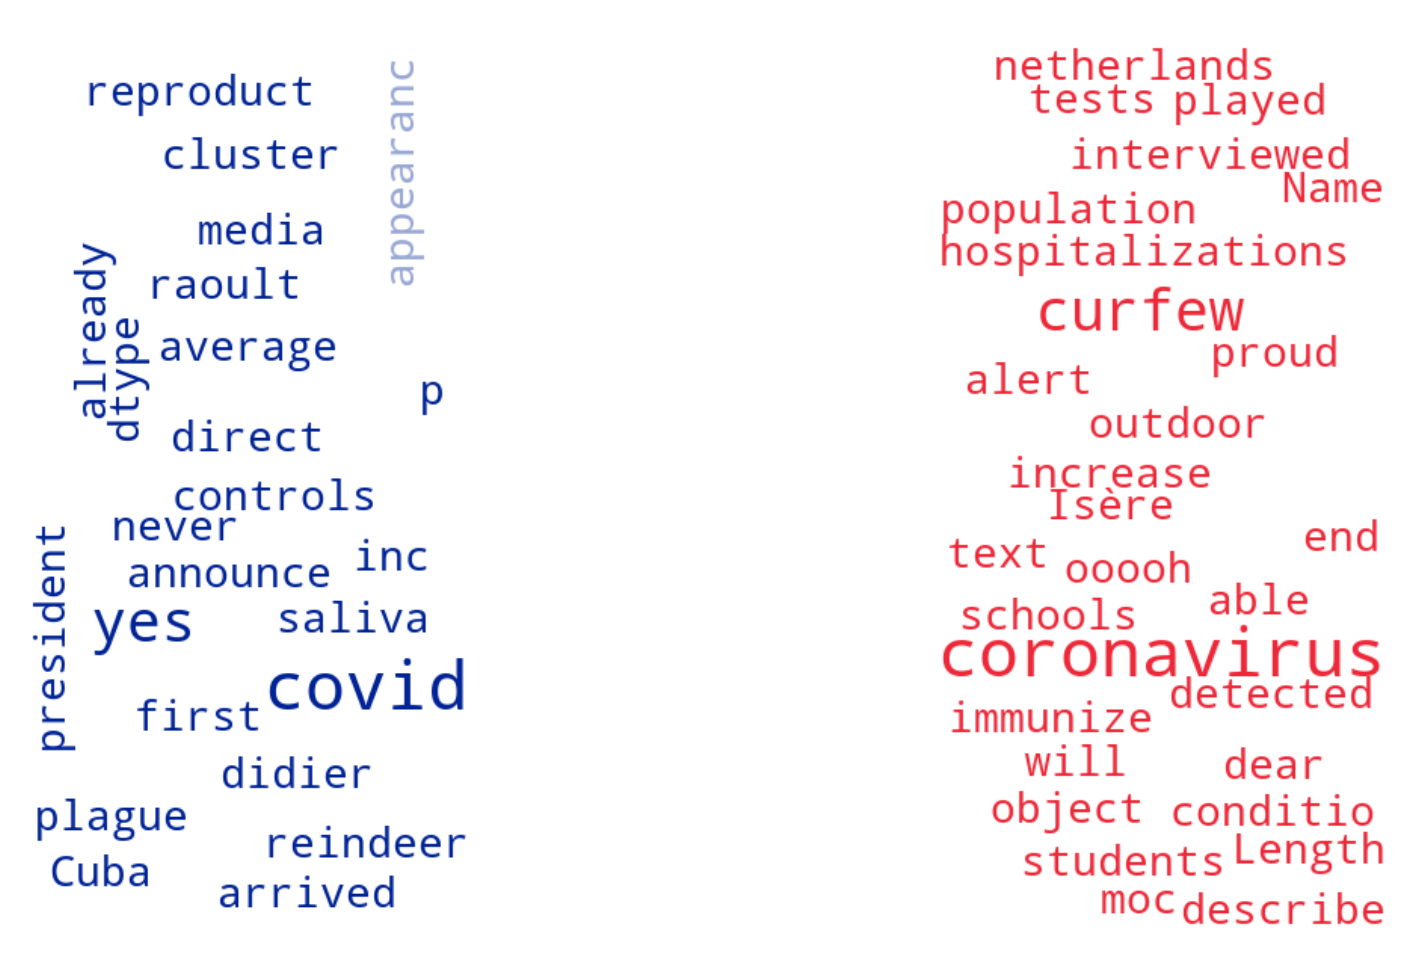 reproduct
appearanc
cluster
media
already
raoult
dtype
average
p
direct
controls
never
president
announce
inc
yes
saliva
covid
first
didier
plague
reindeer
Cuba
arrived
netherlands
tests played
interviewed
Name
population
hospitalizations
curfew
proud
alert
outdoor
increase
Isère
end
text
ooooh
able
schools
coronavirus
detected
immunize
will
dear
object
conditio
Length
students
moc
describe